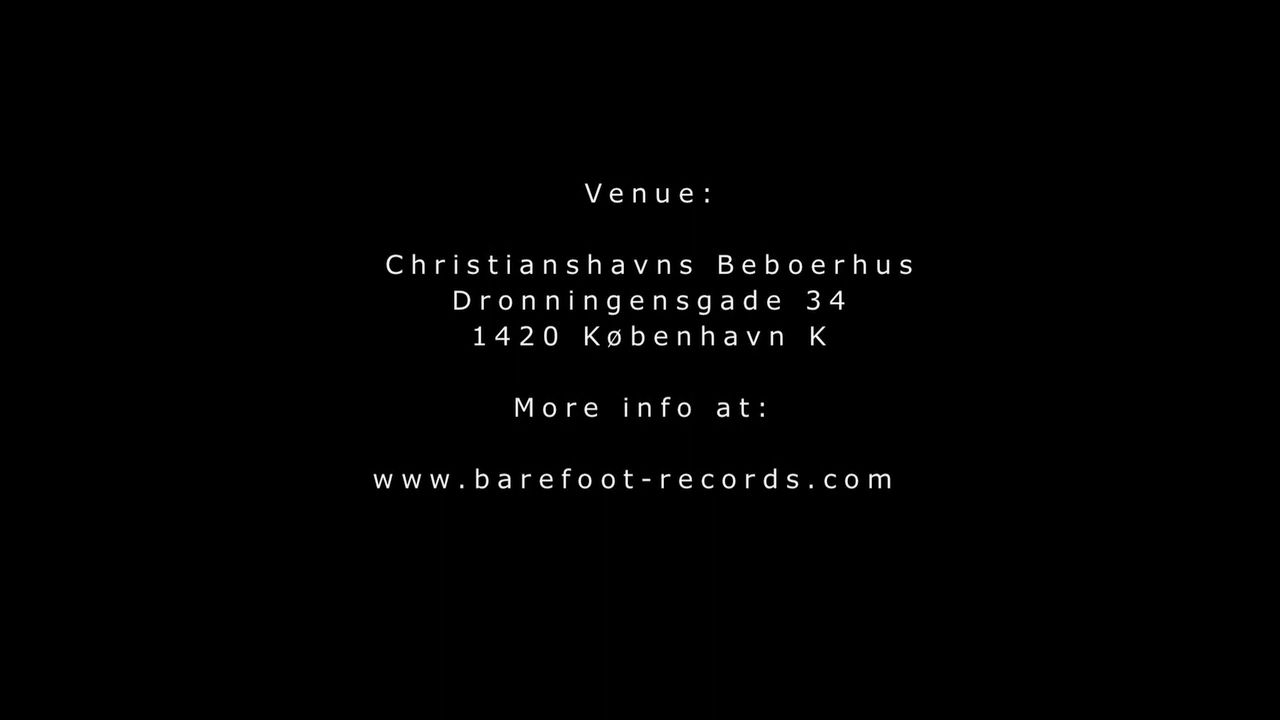 Venue:
Christianshavns Beboerhus
Dronningensgade 34
1420 København K
More info at:
www.barefoot-records.com